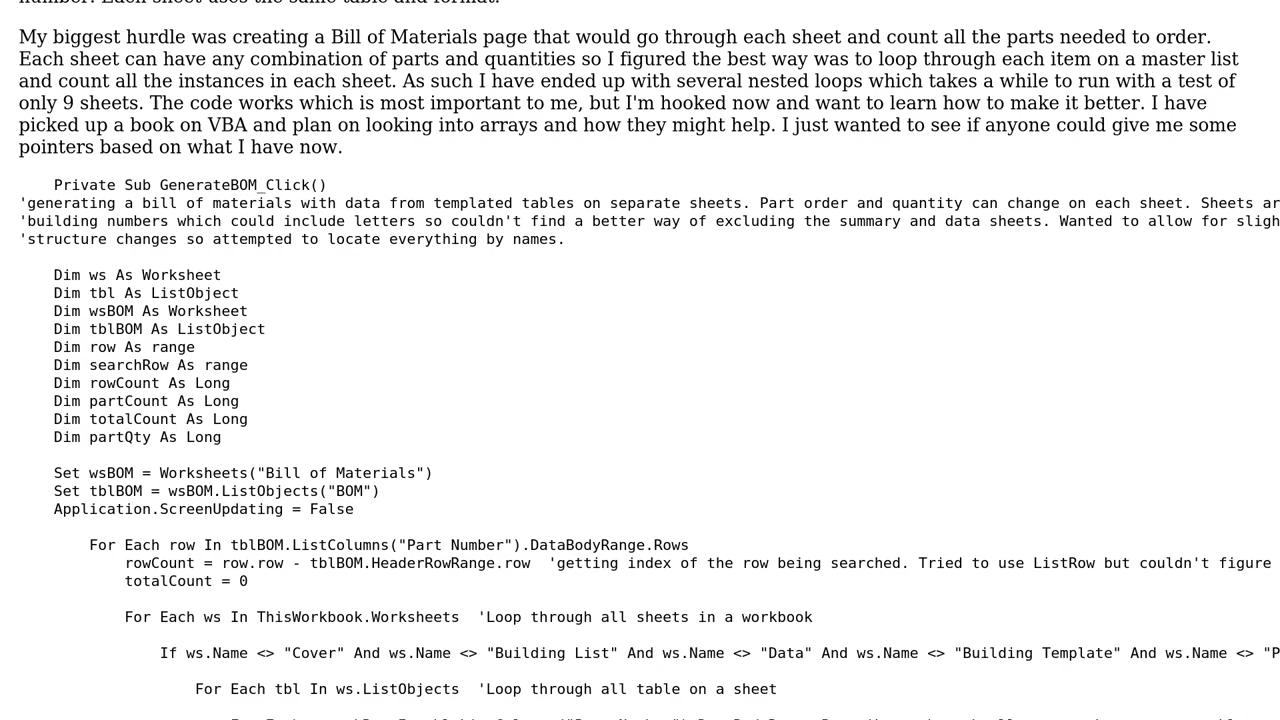 number. Each sheet uses the same table and format.
My biggest hurdle was creating a Bill of Materials page that would go through each sheet and count all the parts needed to order.
Each sheet can have any combination of parts and quantities so I figured the best way was to loop through each item on a master list
and count all the instances in each sheet. As such I have ended up with several nested loops which takes a while to run with a test of
only 9 sheets. The code works which is most important to me, but I'm hooked now and want to learn how to make it better. I have
picked up a book on VBA and plan on looking into arrays and how they might help. I just wanted to see if anyone could give me some
pointers based on what I have now.
Private Sub GenerateBOM_Click()
'generating a bill of materials with data from templated tables on separate sheets. Part order and quantity can change on each sheet. Sheets ar
'building numbers which could include letters so couldn't find a better way of excluding the summary and data sheets. Wanted to allow for sligh
'structure changes so attempted to locate everything by names.
Dim ws As Worksheet
Dim tbl As ListObject
Dim wsBOM As Worksheet
Dim tblBOM As ListObject
Dim row As range
Dim searchRow As range
Dim rowCount As Long
Dim partCount As Long
Dim totalCount As Long
Dim partQty As Long
Set wsBOM = Worksheets("Bill of Materials")
Set tblBOM = wsBOM.ListObjects("BOM")
Application.ScreenUpdating = False
For Each row In tblBOM.ListColumns("Part Number").DataBodyRange.Rows
rowCount = row.row - tblBOM.HeaderRowRange.row  'getting index of the row being searched. Tried to use ListRow but couldn't figure
totalCount = 0
For Each ws In ThisWorkbook.Worksheets  'Loop through all sheets in a workbook
If ws.Name <> "Cover" And ws.Name <> "Building List" And ws.Name <> "Data" And ws.Name <> "Building Template" And ws.Name <> "P
For Each tbl In ws.ListObjects  'Loop through all table on a sheet